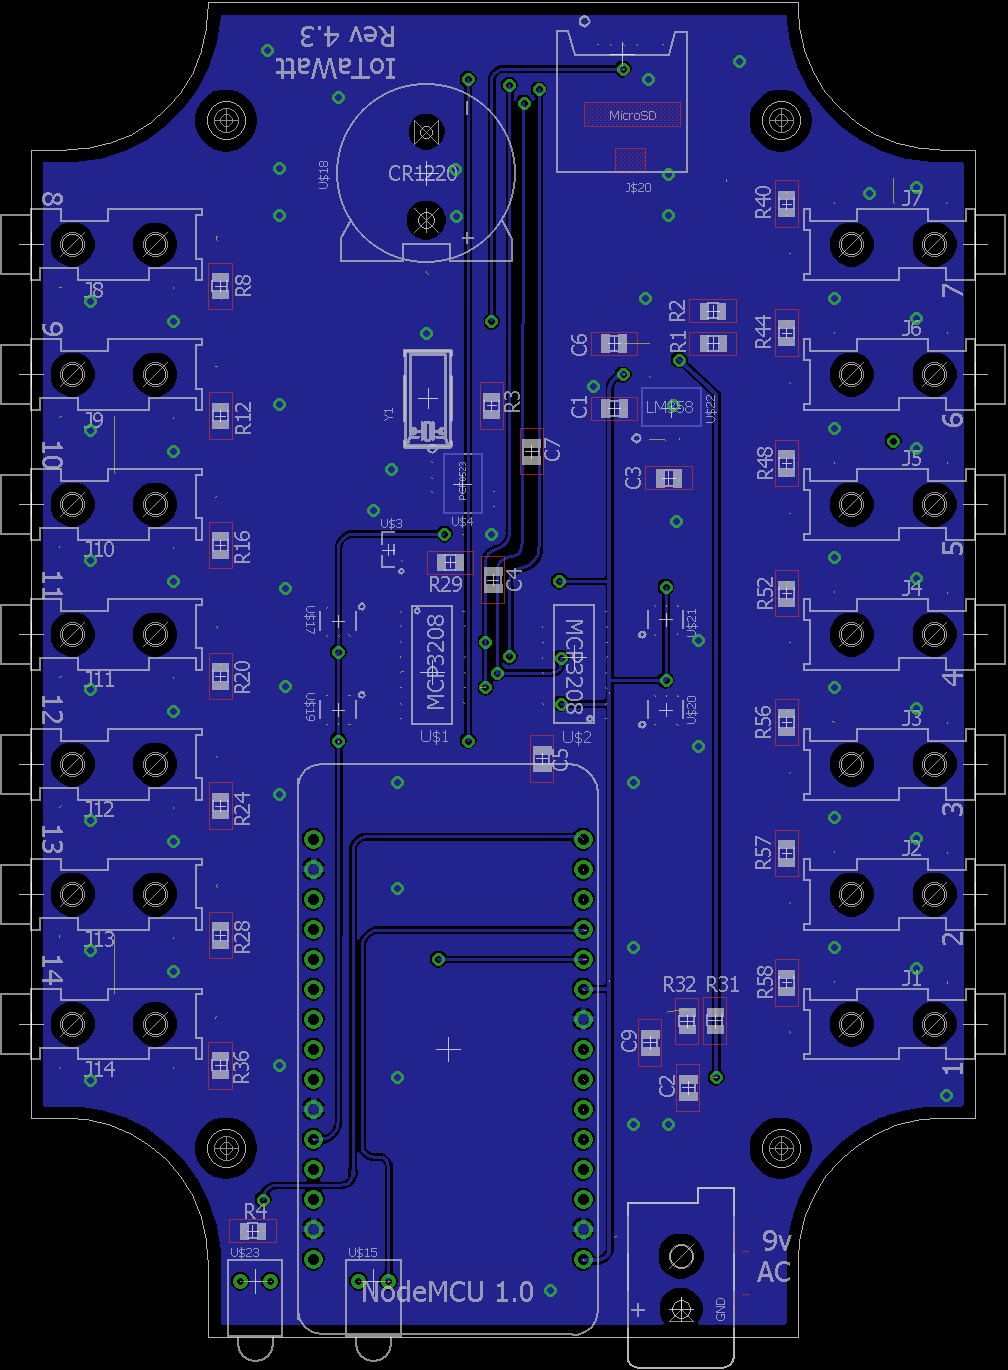 IoTaWatt
Rev 4.3
MicroSD
J$20
CR1220
U$18
+
R40
J7
7
8
J8
R8
R2
R1
C6
R44
J6
6
9
J9
R12
Y1
R3
C1
LM358
U$22
C7
10
J10
R16
PCF8523
U$4
U$3
C3
R48
J5
5
R29
C4
11
J11
R20
U$17
U$19
MCP3208
U$1
MCP3208
U$2
U$21
U$20
R52
J4
4
12
J12
R24
C5
R56
J3
3
13
J13
R28
R57
J2
2
14
J14
R36
R32
R31
C9
C2
R58
J1
1
R4
U$23
U$15
NodeMCU 1.0
9v
AC
+
GND